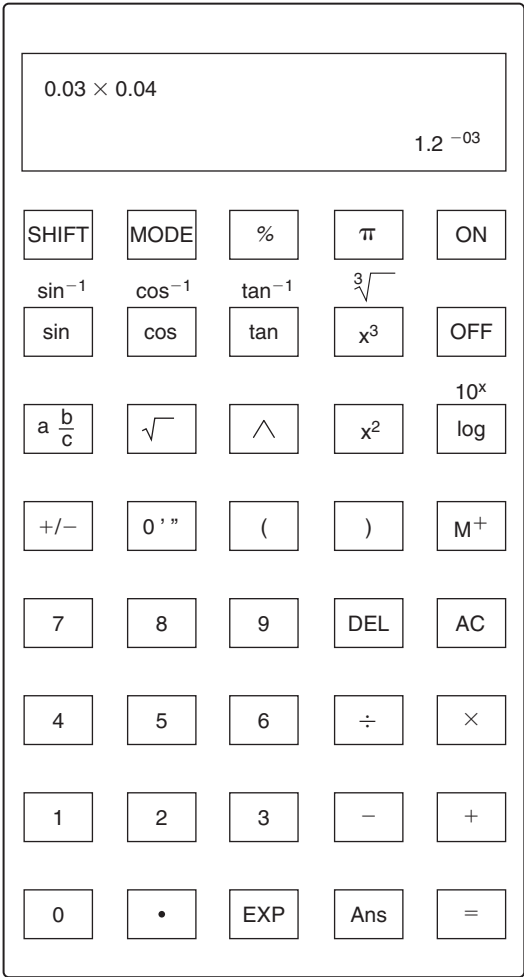 0.03 × 0.04
1.2 ⁻⁰³
SHIFT MODE % π ON
sin⁻¹ cos⁻¹ tan⁻¹ ∛
sin cos tan x³ OFF
10ˣ
a b/c √ ∧ x² log
+/− 0 ’ ” ( ) M⁺
7 8 9 DEL AC
4 5 6 ÷ ×
1 2 3 − +
0 • EXP Ans =